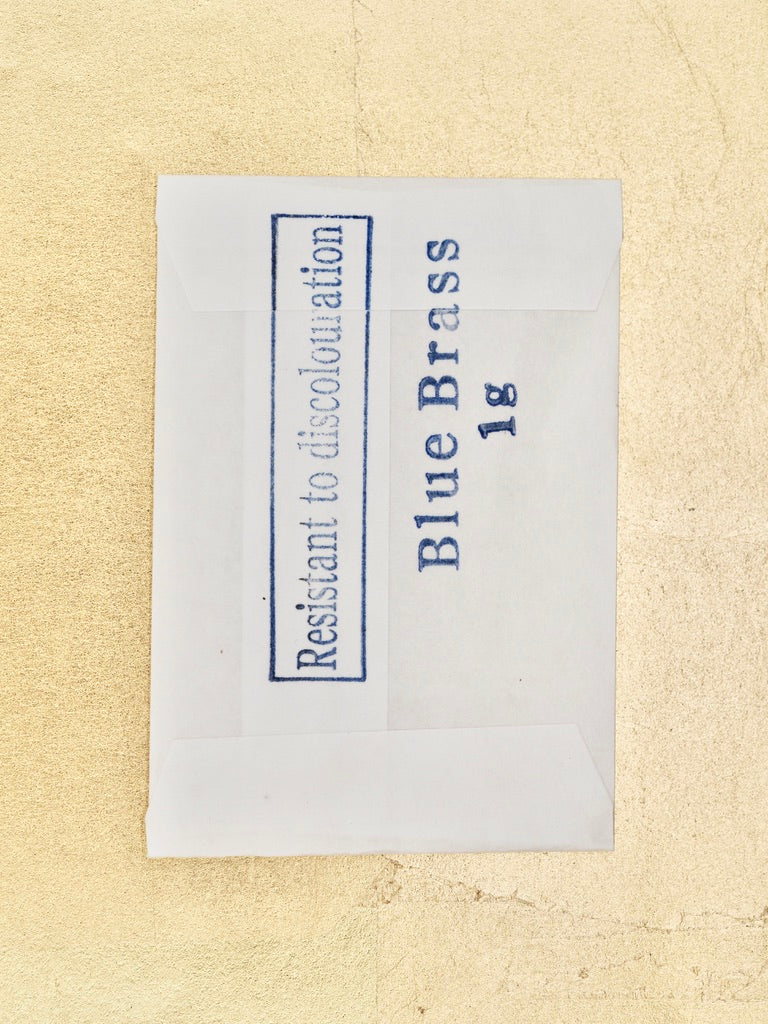 Resistant to discolouration
Blue Brass
1g